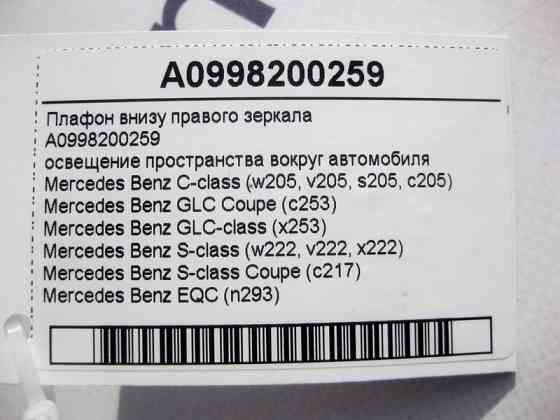 A0998200259
Плафон внизу правого зеркала
A0998200259
освещение пространства вокруг автомобиля
Mercedes Benz C-class (w205, v205, s205, c205)
Mercedes Benz GLC Coupe (c253)
Mercedes Benz GLC-class (x253)
Mercedes Benz S-class (w222, v222, x222)
Mercedes Benz S-class Coupe (c217)
Mercedes Benz EQC (n293)